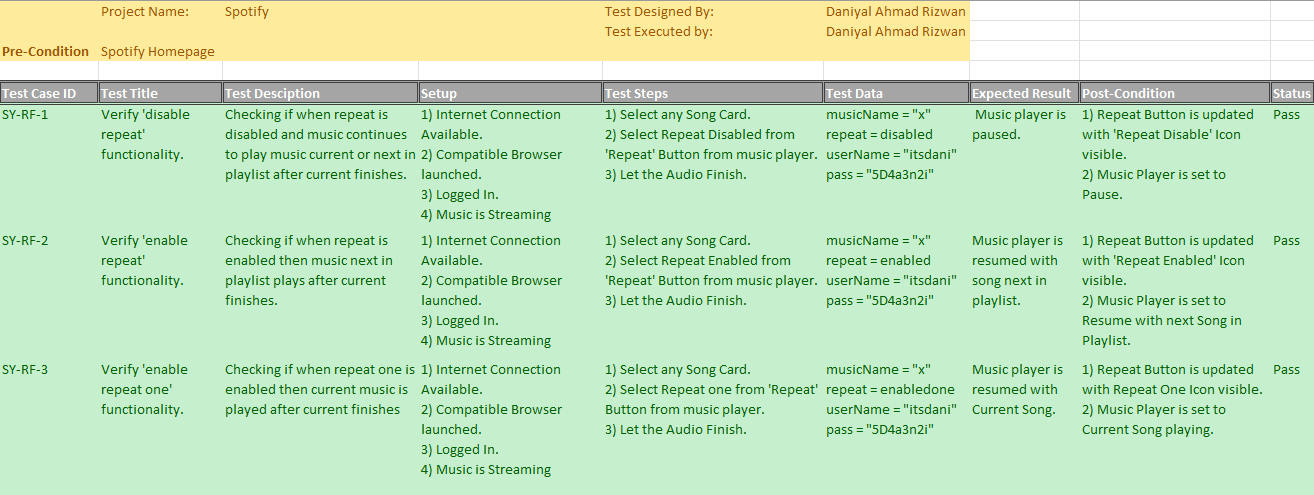 Project Name: Spotify Test Designed By: Daniyal Ahmad Rizwan
Test Executed by: Daniyal Ahmad Rizwan
Pre-Condition Spotify Homepage
Test Case ID Test Title Test Desciption Setup Test Steps Test Data Expected Result Post-Condition Status
SY-RF-1
Verify 'disable
repeat'
functionality.
Checking if when repeat is
disabled and music continues
to play music current or next in
playlist after current finishes.
1) Internet Connection
Available.
2) Compatible Browser
launched.
3) Logged In.
4) Music is Streaming
1) Select any Song Card.
2) Select Repeat Disabled from
'Repeat' Button from music player.
3) Let the Audio Finish.
musicName = "x"
repeat = disabled
userName = "itsdani"
pass = "5D4a3n2i"
Music player is
paused.
1) Repeat Button is updated
with 'Repeat Disable' Icon
visible.
2) Music Player is set to
Pause.
Pass
SY-RF-2
Verify 'enable
repeat'
functionality.
Checking if when repeat is
enabled then music next in
playlist plays after current
finishes.
1) Internet Connection
Available.
2) Compatible Browser
launched.
3) Logged In.
4) Music is Streaming
1) Select any Song Card.
2) Select Repeat Enabled from
'Repeat' Button from music player.
3) Let the Audio Finish.
musicName = "x"
repeat = enabled
userName = "itsdani"
pass = "5D4a3n2i"
Music player is
resumed with
song next in
playlist.
1) Repeat Button is updated
with 'Repeat Enabled' Icon
visible.
2) Music Player is set to
Resume with next Song in
Playlist.
Pass
SY-RF-3
Verify 'enable
repeat one'
functionality.
Checking if when repeat one is
enabled then current music is
played after current finishes
1) Internet Connection
Available.
2) Compatible Browser
launched.
3) Logged In.
4) Music is Streaming
1) Select any Song Card.
2) Select Repeat one from 'Repeat'
Button from music player.
3) Let the Audio Finish.
musicName = "x"
repeat = enabledone
userName = "itsdani"
pass = "5D4a3n2i"
Music player is
resumed with
Current Song.
1) Repeat Button is updated
with Repeat One Icon visible.
2) Music Player is set to
Current Song playing.
Pass